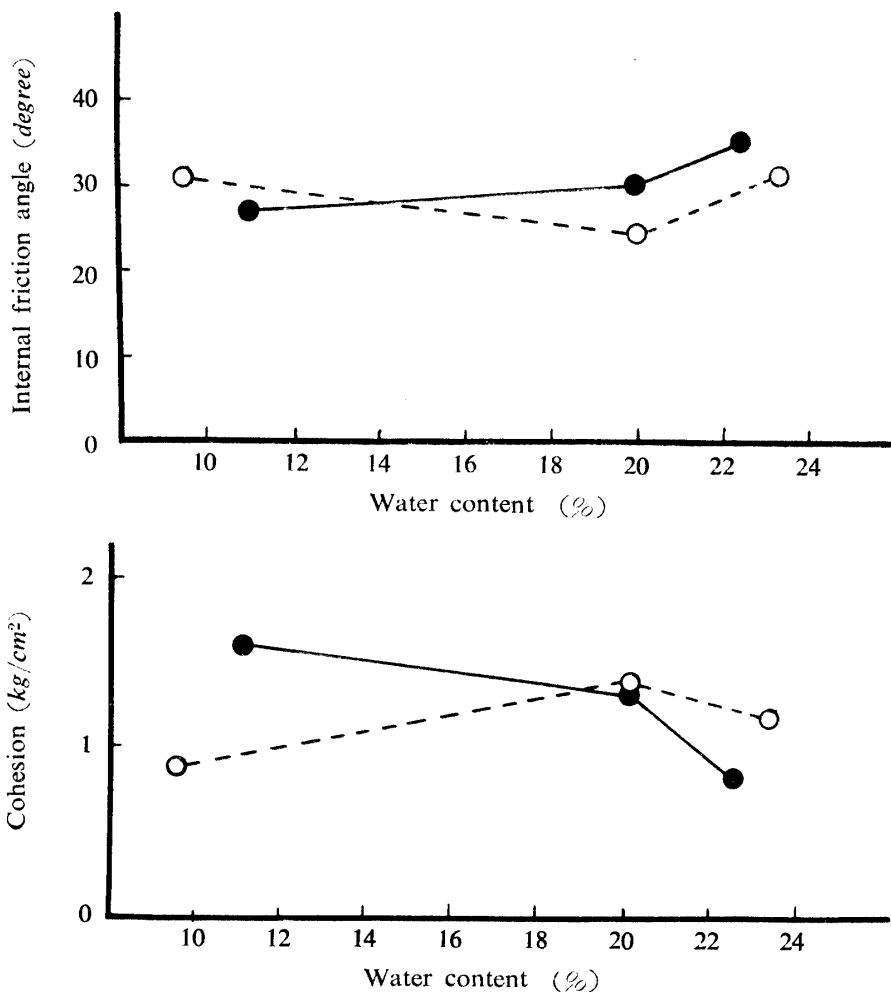 Internal friction angle (degree)
40
30
20
10
0
10 12 14 16 18 20 22 24
Water content (%)
Cohesion (kg/cm²)
2
1
0
10 12 14 16 18 20 22 24
Water content (%)